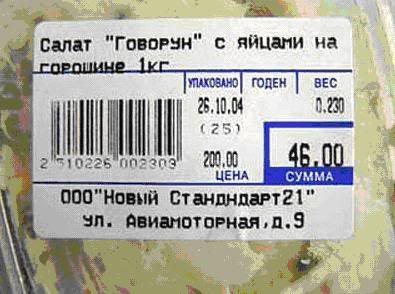 Салат "Говорун" с яйцами на
горошине 1кг
УПАКОВАНО ГОДЕН ВЕС
26.10.04 0.230
(25)
200.00 46.00
ЦЕНА СУММА
2 510226 002303
ООО"Новый Стандндарт21"
ул. Авиамоторная,д.9